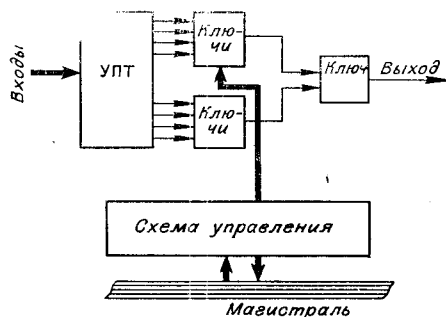 Входы
УПТ
Клю-
чи
Клю-
чи
Ключ
Выход
Схема управления
Магистраль